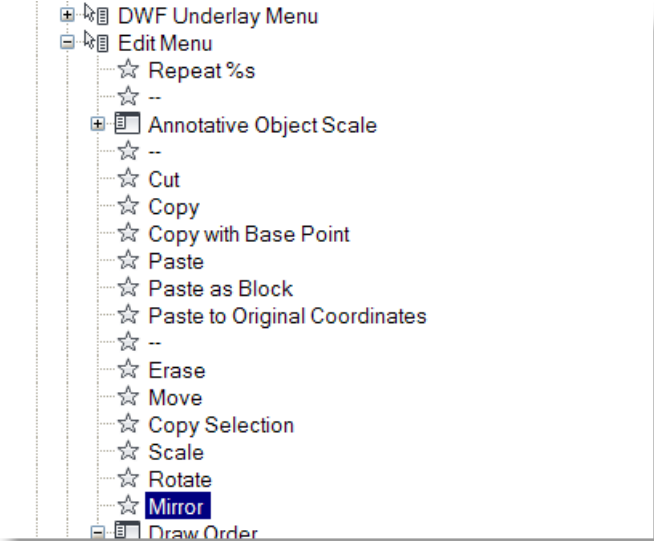 DWF Underlay Menu
Edit Menu
Repeat %s
--
Annotative Object Scale
--
Cut
Copy
Copy with Base Point
Paste
Paste as Block
Paste to Original Coordinates
--
Erase
Move
Copy Selection
Scale
Rotate
Mirror
Draw Order